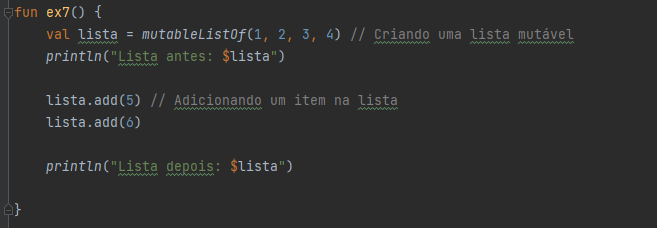 fun ex7() {
val lista = mutableListOf(1, 2, 3, 4) // Criando uma lista mutável
println("Lista antes: $lista")
lista.add(5) // Adicionando um item na lista
lista.add(6)
println("Lista depois: $lista")
}